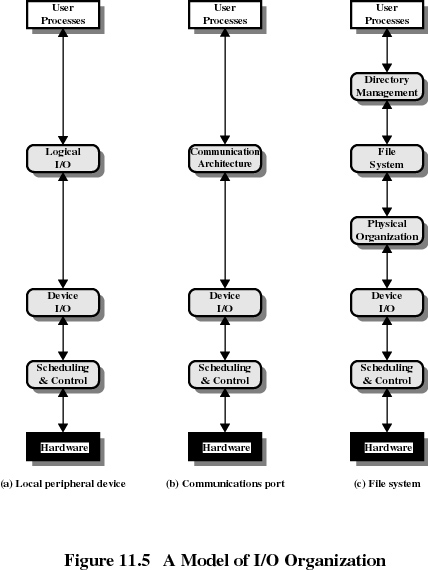 User
Processes
Logical
I/O
Device
I/O
Scheduling
& Control
Hardware
(a) Local peripheral device
User
Processes
Communication
Architecture
Device
I/O
Scheduling
& Control
Hardware
(b) Communications port
User
Processes
Directory
Management
File
System
Physical
Organization
Device
I/O
Scheduling
& Control
Hardware
(c) File system
Figure 11.5 A Model of I/O Organization